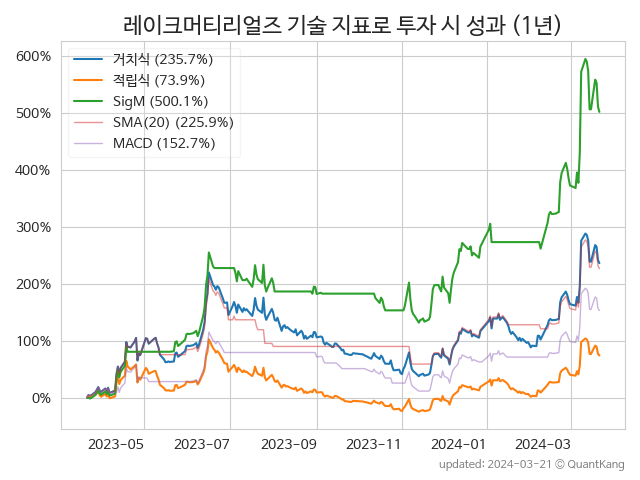 레이크머티리얼즈 기술 지표로 투자 시 성과 (1년)
거치식 (235.7%)
적립식 (73.9%)
SigM (500.1%)
SMA(20) (225.9%)
MACD (152.7%)
600%
500%
400%
300%
200%
100%
0%
2023-05 2023-07 2023-09 2023-11 2024-01 2024-03
updated: 2024-03-21 ⓒ QuantKang